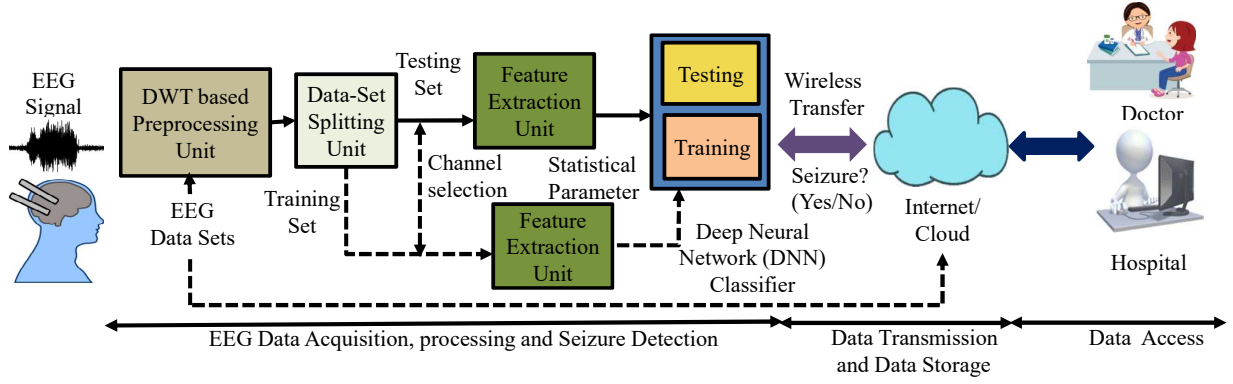 EEG
Signal
DWT based
Preprocessing
Unit
EEG
Data Sets
Data-Set
Splitting
Unit
Training
Set
Testing
Set
Channel
selection
Feature
Extraction
Unit
Statistical
Parameter
Feature
Extraction
Unit
Testing
Training
Deep Neural
Network (DNN)
Classifier
Wireless
Transfer
Seizure?
(Yes/No)
Internet/
Cloud
Doctor
Hospital
EEG Data Acquisition, processing and Seizure Detection
Data Transmission
and Data Storage
Data Access